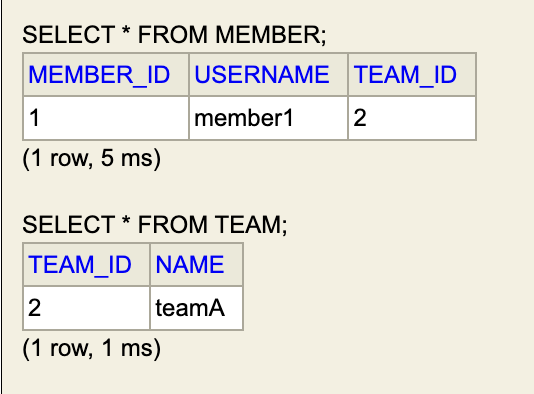 SELECT * FROM MEMBER;
MEMBER_ID USERNAME TEAM_ID
1 member1 2
(1 row, 5 ms)
SELECT * FROM TEAM;
TEAM_ID NAME
2 teamA
(1 row, 1 ms)